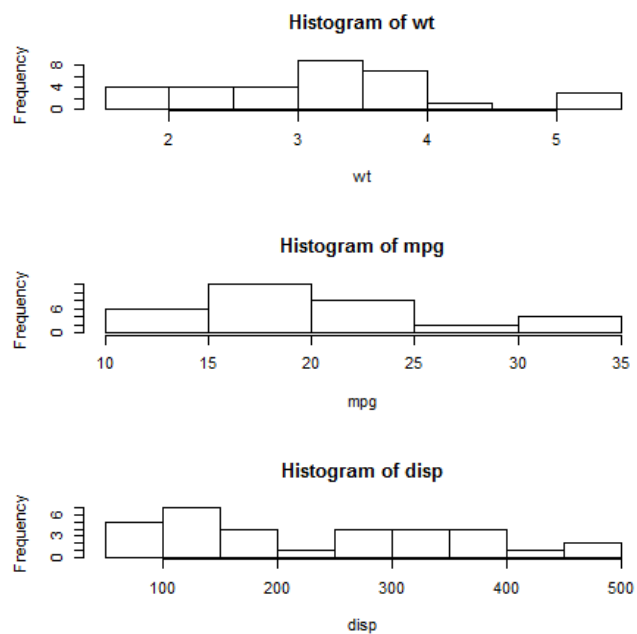 Histogram of wt
Frequency
0 4 8
2 3 4 5
wt
Histogram of mpg
Frequency
0 6
10 15 20 25 30 35
mpg
Histogram of disp
Frequency
0 3 6
100 200 300 400 500
disp